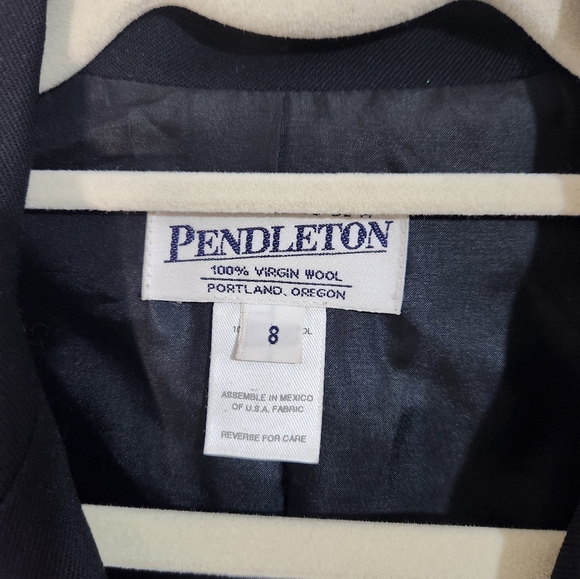 PENDLETON
100% VIRGIN WOOL
PORTLAND, OREGON
8
ASSEMBLE IN MEXICO
OF U.S.A. FABRIC
REVERSE FOR CARE